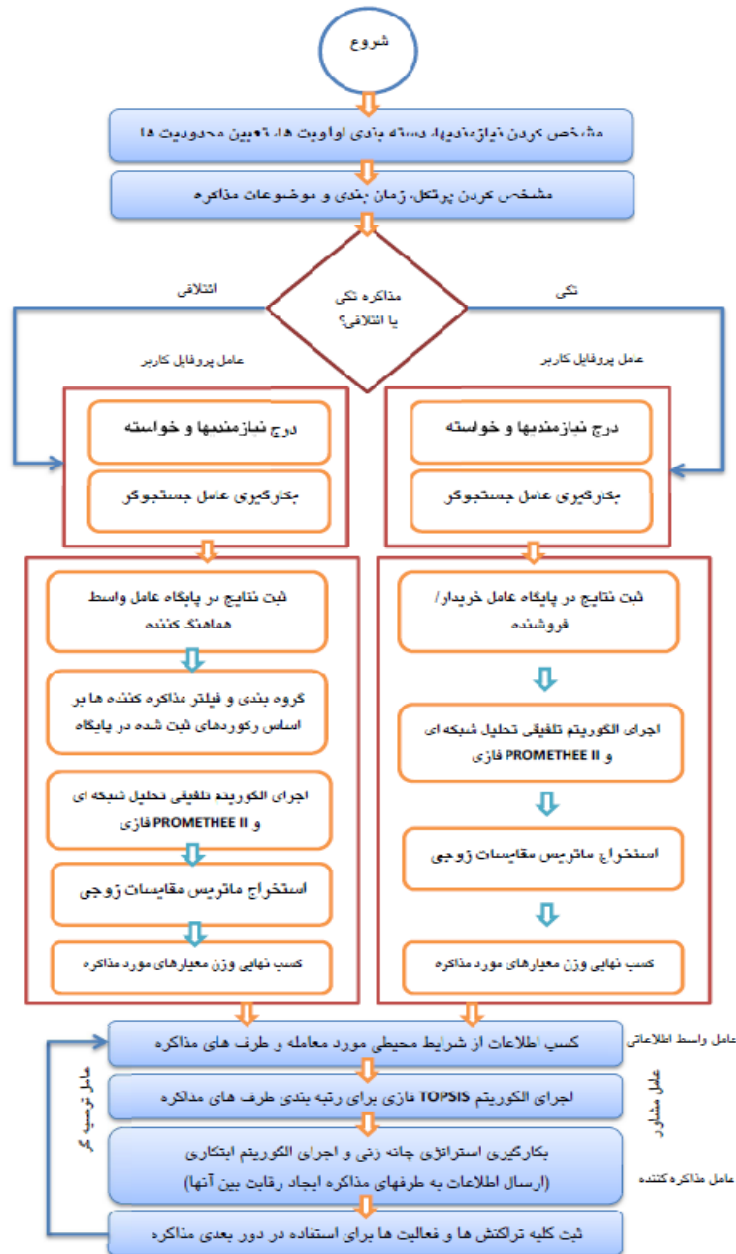 شروع
مشخص کردن نیازمندیها، دسته بندی اولویت ها، تعیین محدودیت ها
مشخص کردن پرتکل، زمان بندی و موضوعات مذاکره
مذاکره تکی
یا ائتلافی؟
تکی
ائتلافی
عامل پروفایل کاربر
درج نیازمندیها و خواسته
بکارگیری عامل جستجوگر
ثبت نتایج در پایگاه عامل خریدار/
فروشنده
اجرای الگوریتم تلفیقی تحلیل شبکه ای
و PROMETHEE II فازی
استخراج ماتریس مقایسات زوجی
کسب نهایی وزن معیارهای مورد مذاکره
عامل پروفایل کاربر
درج نیازمندیها و خواسته
بکارگیری عامل جستجوگر
ثبت نتایج در پایگاه عامل واسط
هماهنگ کننده
گروه بندی و فیلتر مذاکره کننده ها بر
اساس رکوردهای ثبت شده در پایگاه
اجرای الگوریتم تلفیقی تحلیل شبکه ای
و PROMETHEE II فازی
استخراج ماتریس مقایسات زوجی
کسب نهایی وزن معیارهای مورد مذاکره
عامل واسط اطلاعاتی
کسب اطلاعات از شرایط محیطی مورد معامله و طرف های مذاکره
عامل مشاور
اجرای الگوریتم TOPSIS فازی برای رتبه بندی طرف های مذاکره
عامل توصیه گر
عامل مذاکره کننده
بکارگیری استراتژی چانه زنی و اجرای الگوریتم ابتکاری
(ارسال اطلاعات به طرفهای مذاکره ایجاد رقابت بین آنها)
ثبت کلیه تراکنش ها و فعالیت ها برای استفاده در دور بعدی مذاکره